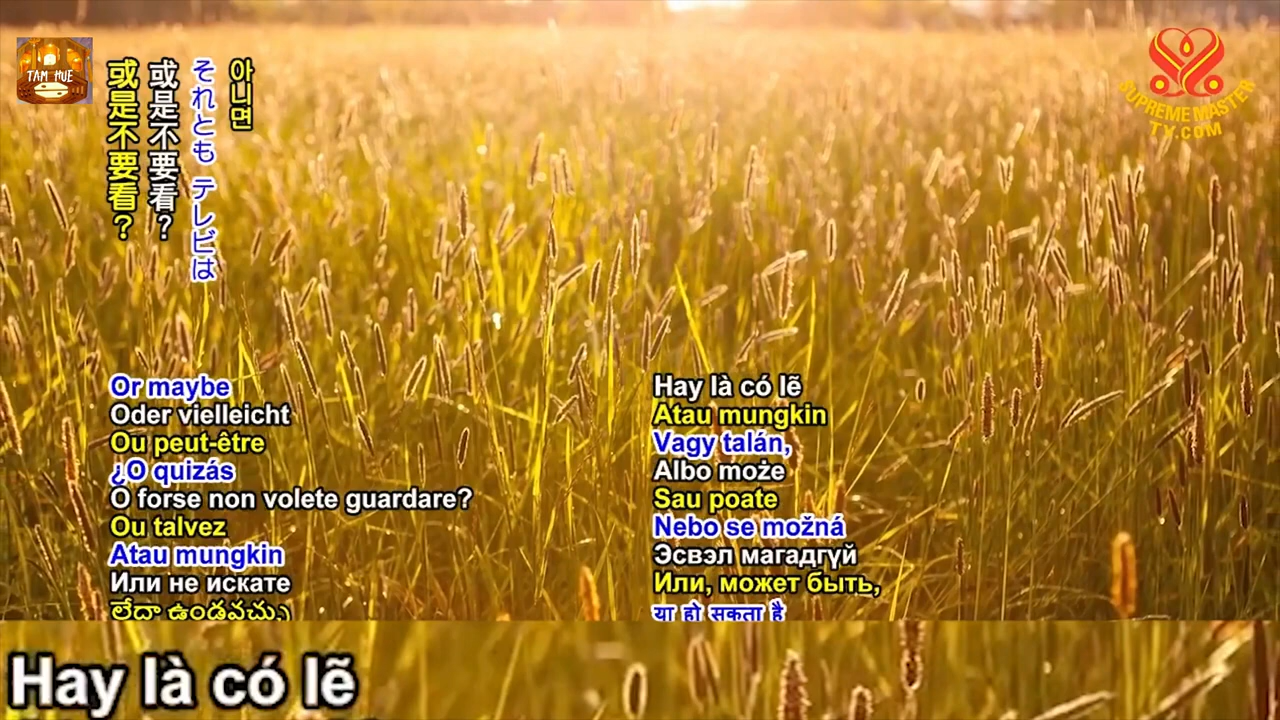 TAM HUE
SUPREME MASTER
TV.COM
아니면
それとも テレビは
或是不要看？
或是不要看？
Or maybe
Oder vielleicht
Ou peut-être
¿O quizás
O forse non volete guardare?
Ou talvez
Atau mungkin
Или не искате
లేదా ఉండవచ్చు
Hay là có lẽ
Atau mungkin
Vagy talán,
Albo może
Sau poate
Nebo se možná
Эсвэл магадгүй
Или, может быть,
या हो सकता है
Hay là có lẽ